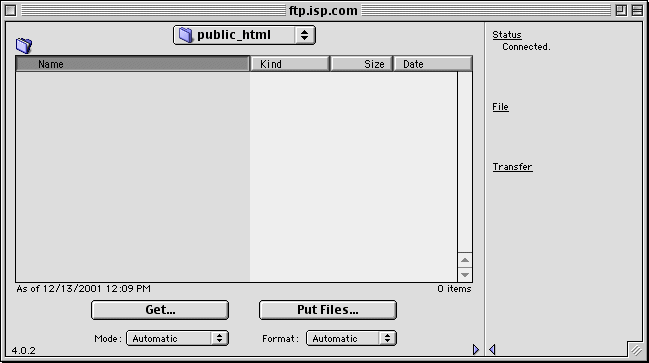 ftp.isp.com
public_html
Name Kind Size Date
Status
Connected.
File
Transfer
As of 12/13/2001 12:09 PM 0 items
Get... Put Files...
Mode: Automatic Format: Automatic
4.0.2